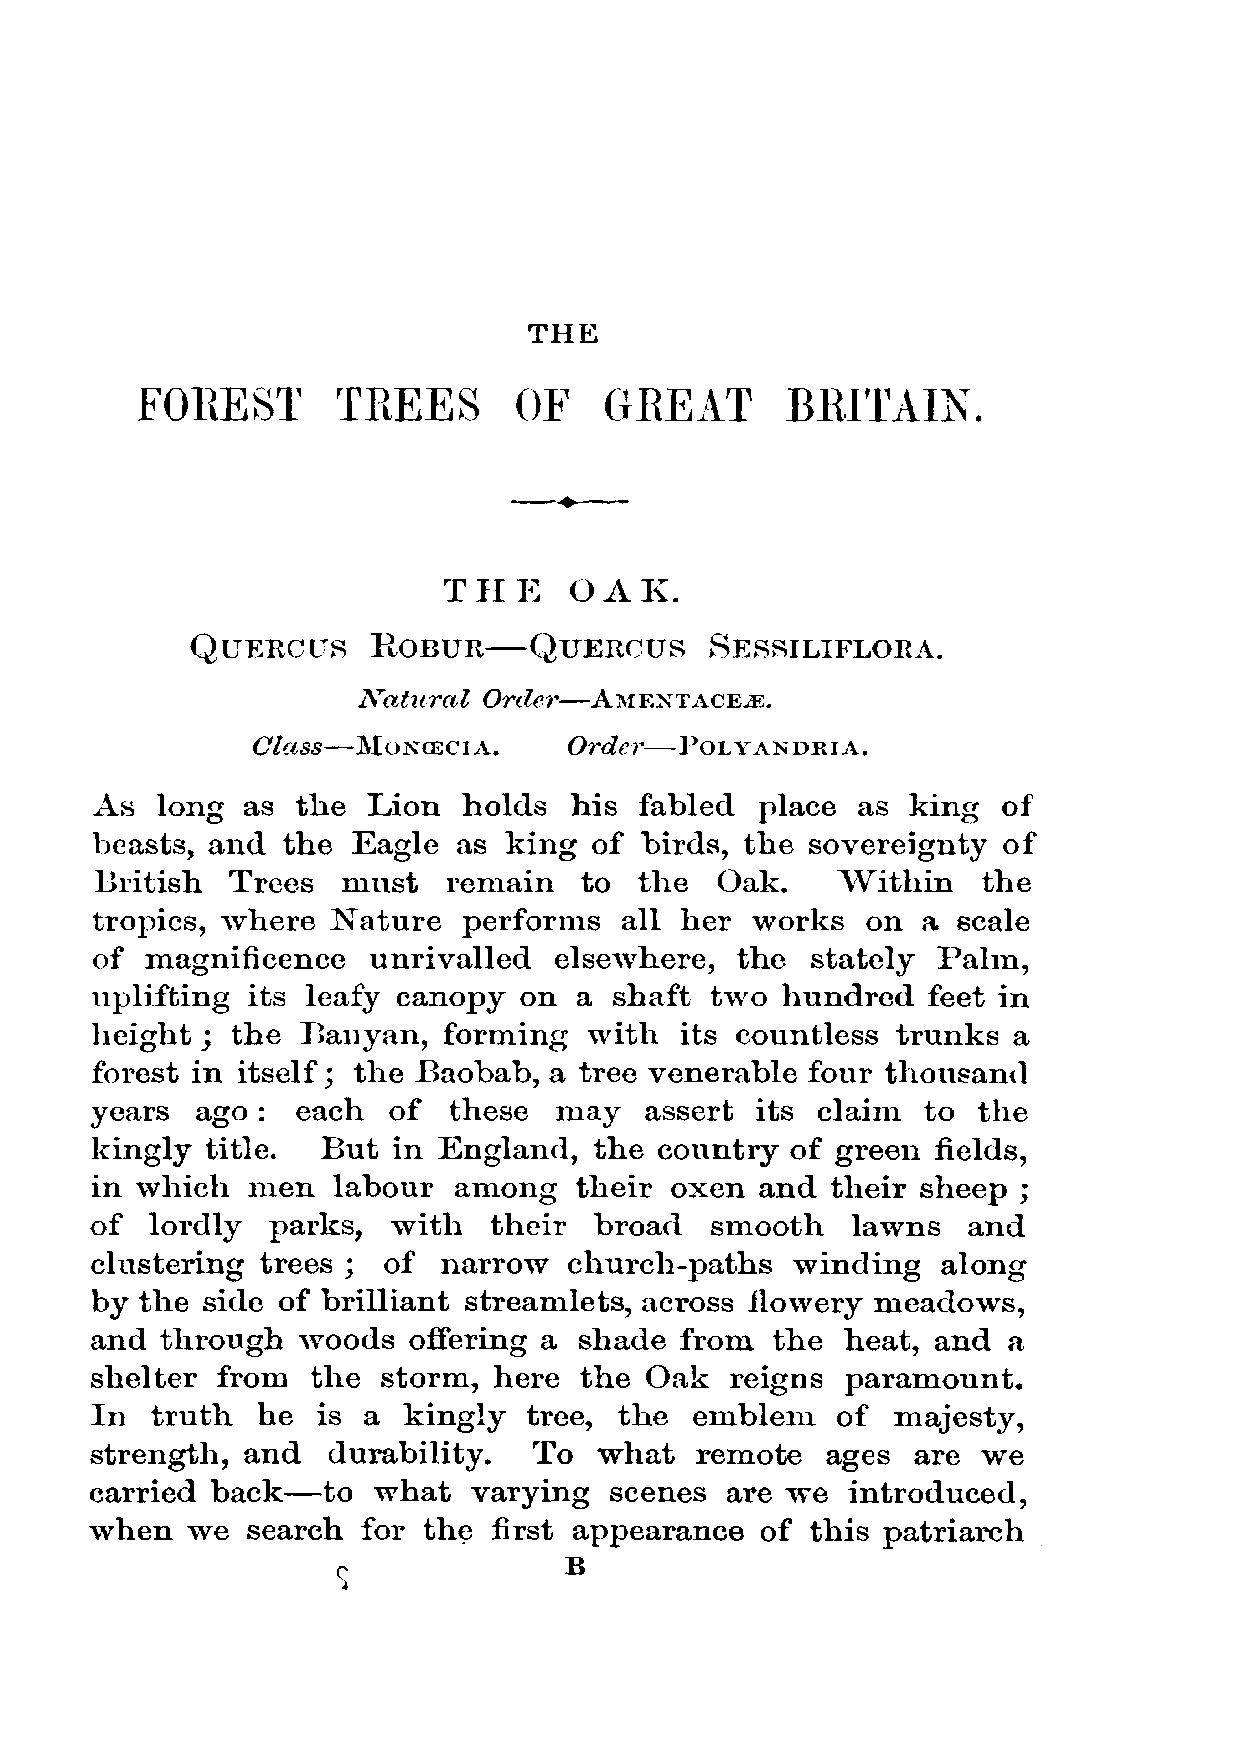 THE
FOREST TREES OF GREAT BRITAIN.
THE OAK.
QUERCUS ROBUR—QUERCUS SESSILIFLORA.
Natural Order—AMENTACEÆ.
Class—MONŒCIA. Order—POLYANDRIA.
As long as the Lion holds his fabled place as king of
beasts, and the Eagle as king of birds, the sovereignty of
British Trees must remain to the Oak. Within the
tropics, where Nature performs all her works on a scale
of magnificence unrivalled elsewhere, the stately Palm,
uplifting its leafy canopy on a shaft two hundred feet in
height ; the Banyan, forming with its countless trunks a
forest in itself ; the Baobab, a tree venerable four thousand
years ago : each of these may assert its claim to the
kingly title. But in England, the country of green fields,
in which men labour among their oxen and their sheep ;
of lordly parks, with their broad smooth lawns and
clustering trees ; of narrow church-paths winding along
by the side of brilliant streamlets, across flowery meadows,
and through woods offering a shade from the heat, and a
shelter from the storm, here the Oak reigns paramount.
In truth he is a kingly tree, the emblem of majesty,
strength, and durability. To what remote ages are we
carried back—to what varying scenes are we introduced,
when we search for the first appearance of this patriarch
B